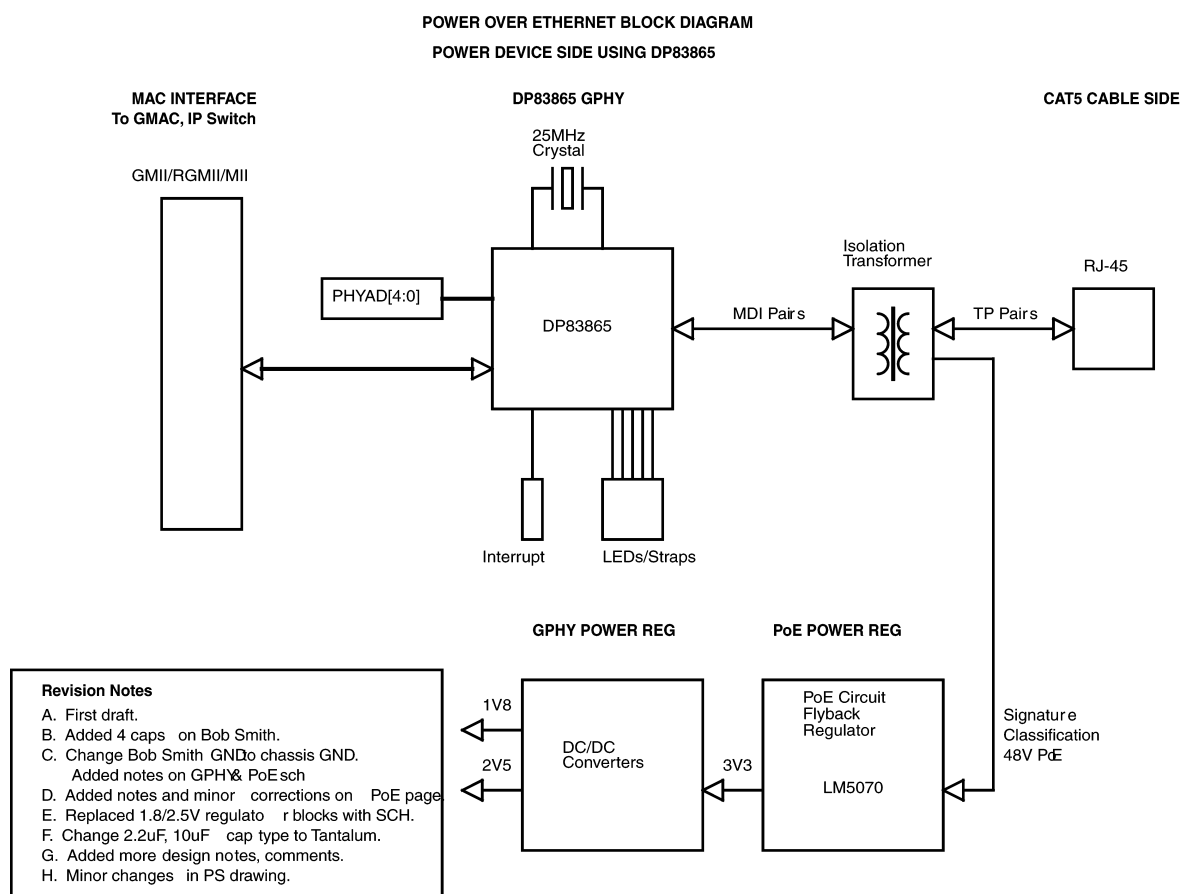 POWER OVER ETHERNET BLOCK DIAGRAM
POWER DEVICE SIDE USING DP83865
MAC INTERFACE
To GMAC, IP Switch
DP83865 GPHY
CAT5 CABLE SIDE
25MHz
Crystal
GMII/RGMII/MII
Isolation
Transformer
RJ-45
PHYAD[4:0]
DP83865
MDI Pairs
TP Pairs
Interrupt
LEDs/Straps
GPHY POWER REG
PoE POWER REG
1V8
2V5
DC/DC
Converters
3V3
PoE Circuit
Flyback
Regulator
LM5070
Signature
Classification
48V PoE
Revision Notes
A. First draft.
B. Added 4 caps on Bob Smith.
C. Change Bob Smith GND to chassis GND.
Added notes on GPHY & PoE sch
D. Added notes and minor corrections on PoE page.
E. Replaced 1.8/2.5V regulato r blocks with SCH.
F. Change 2.2uF, 10uF cap type to Tantalum.
G. Added more design notes, comments.
H. Minor changes in PS drawing.